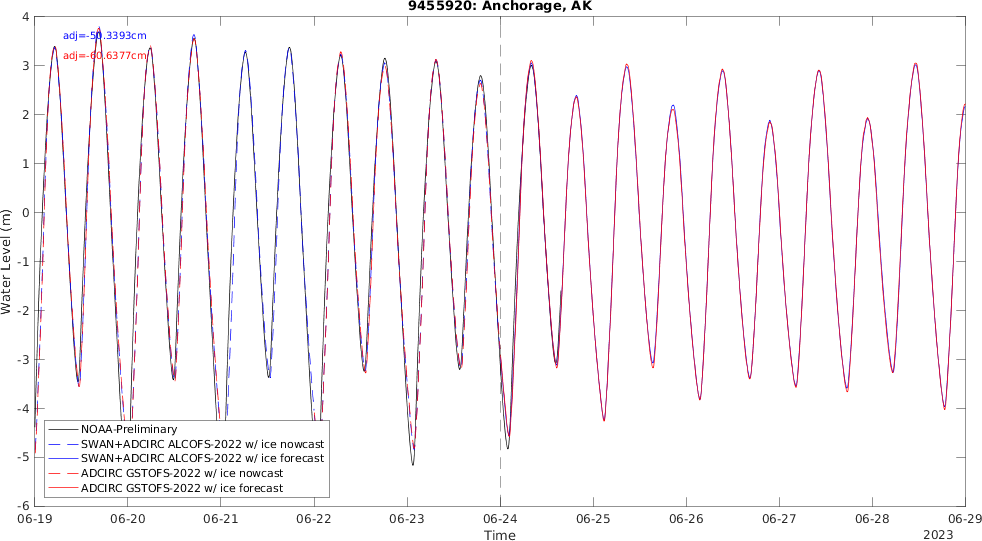 9455920: Anchorage, AK
adj=-50.3393cm
adj=-60.6377cm
Water Level (m)
4
3
2
1
0
-1
-2
-3
-4
-5
-6
NOAA-Preliminary
SWAN+ADCIRC ALCOFS-2022 w/ ice nowcast
SWAN+ADCIRC ALCOFS-2022 w/ ice forecast
ADCIRC GSTOFS-2022 w/ ice nowcast
ADCIRC GSTOFS-2022 w/ ice forecast
06-19 06-20 06-21 06-22 06-23 06-24 06-25 06-26 06-27 06-28 06-29
Time
2023